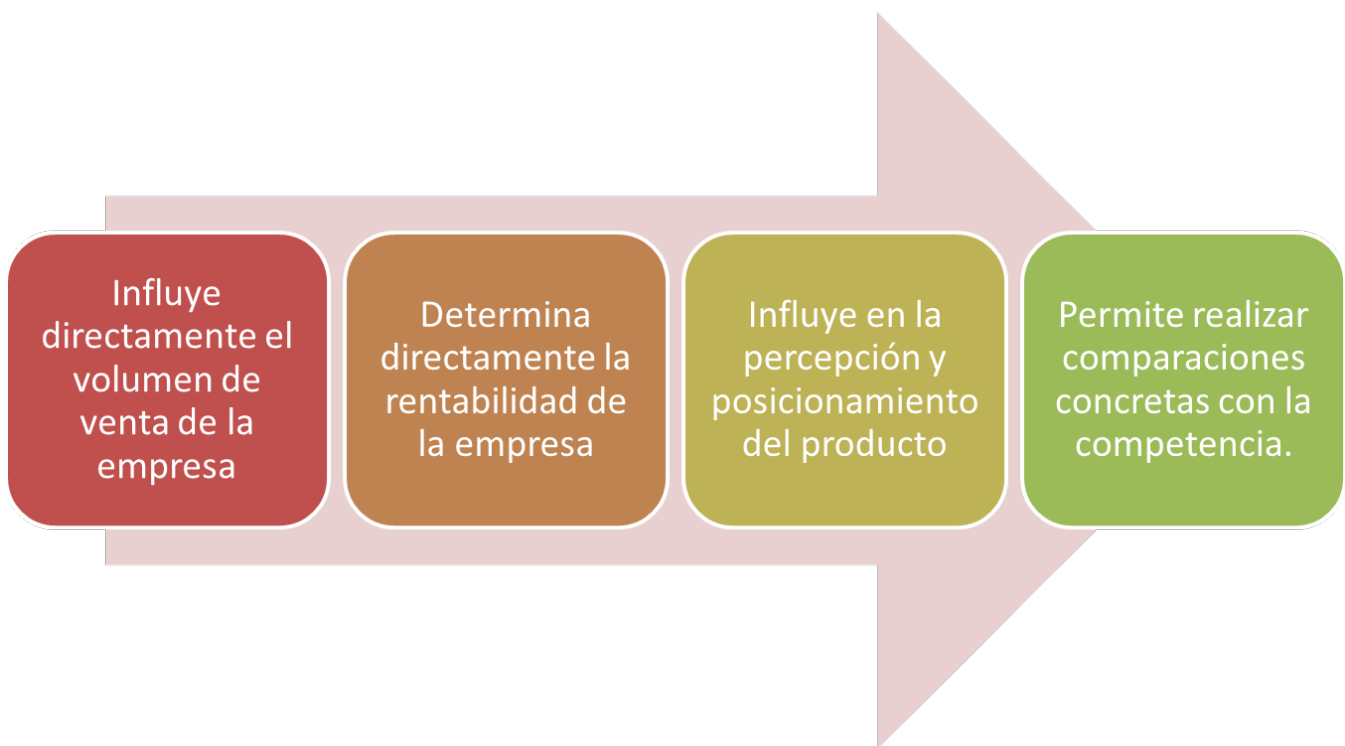 Influye
directamente el
volumen de
venta de la
empresa
Determina
directamente la
rentabilidad de
la empresa
Influye en la
percepción y
posicionamiento
del producto
Permite realizar
comparaciones
concretas con la
competencia.